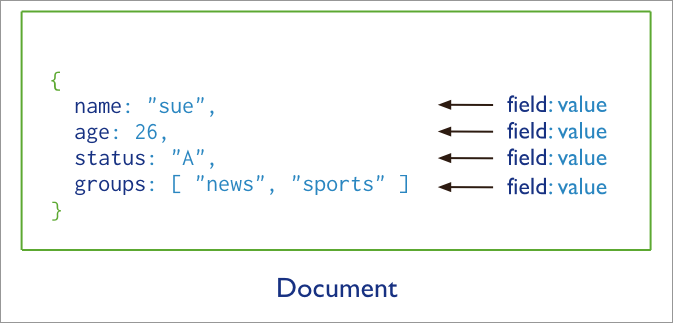 {
name: "sue", field: value
age: 26, field: value
status: "A", field: value
groups: [ "news", "sports" ] field: value
}
Document